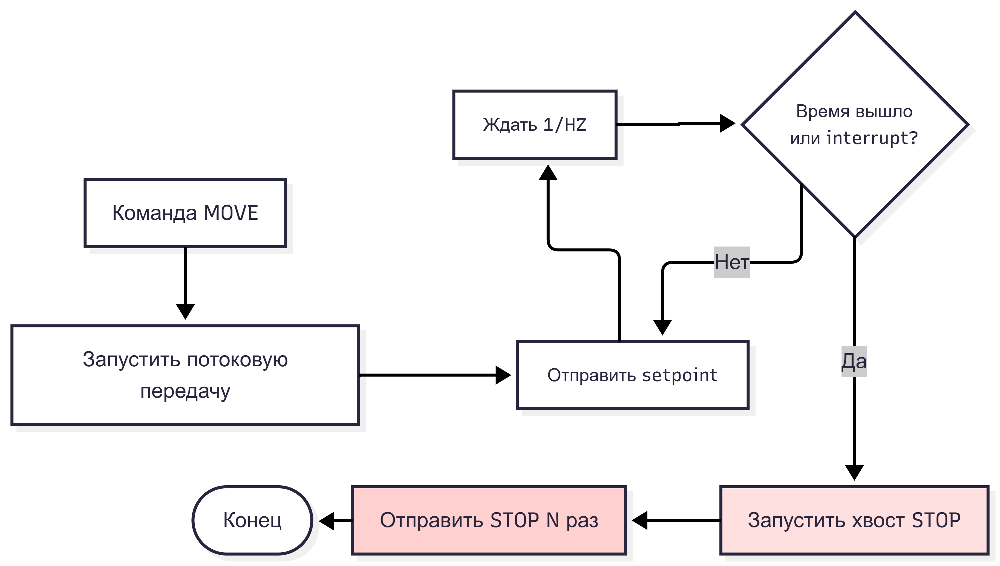 Команда MOVE
Запустить потоковую
передачу
Отправить setpoint
Ждать 1/HZ
Время вышло
или interrupt?
Нет
Да
Запустить хвост STOP
Отправить STOP N раз
Конец